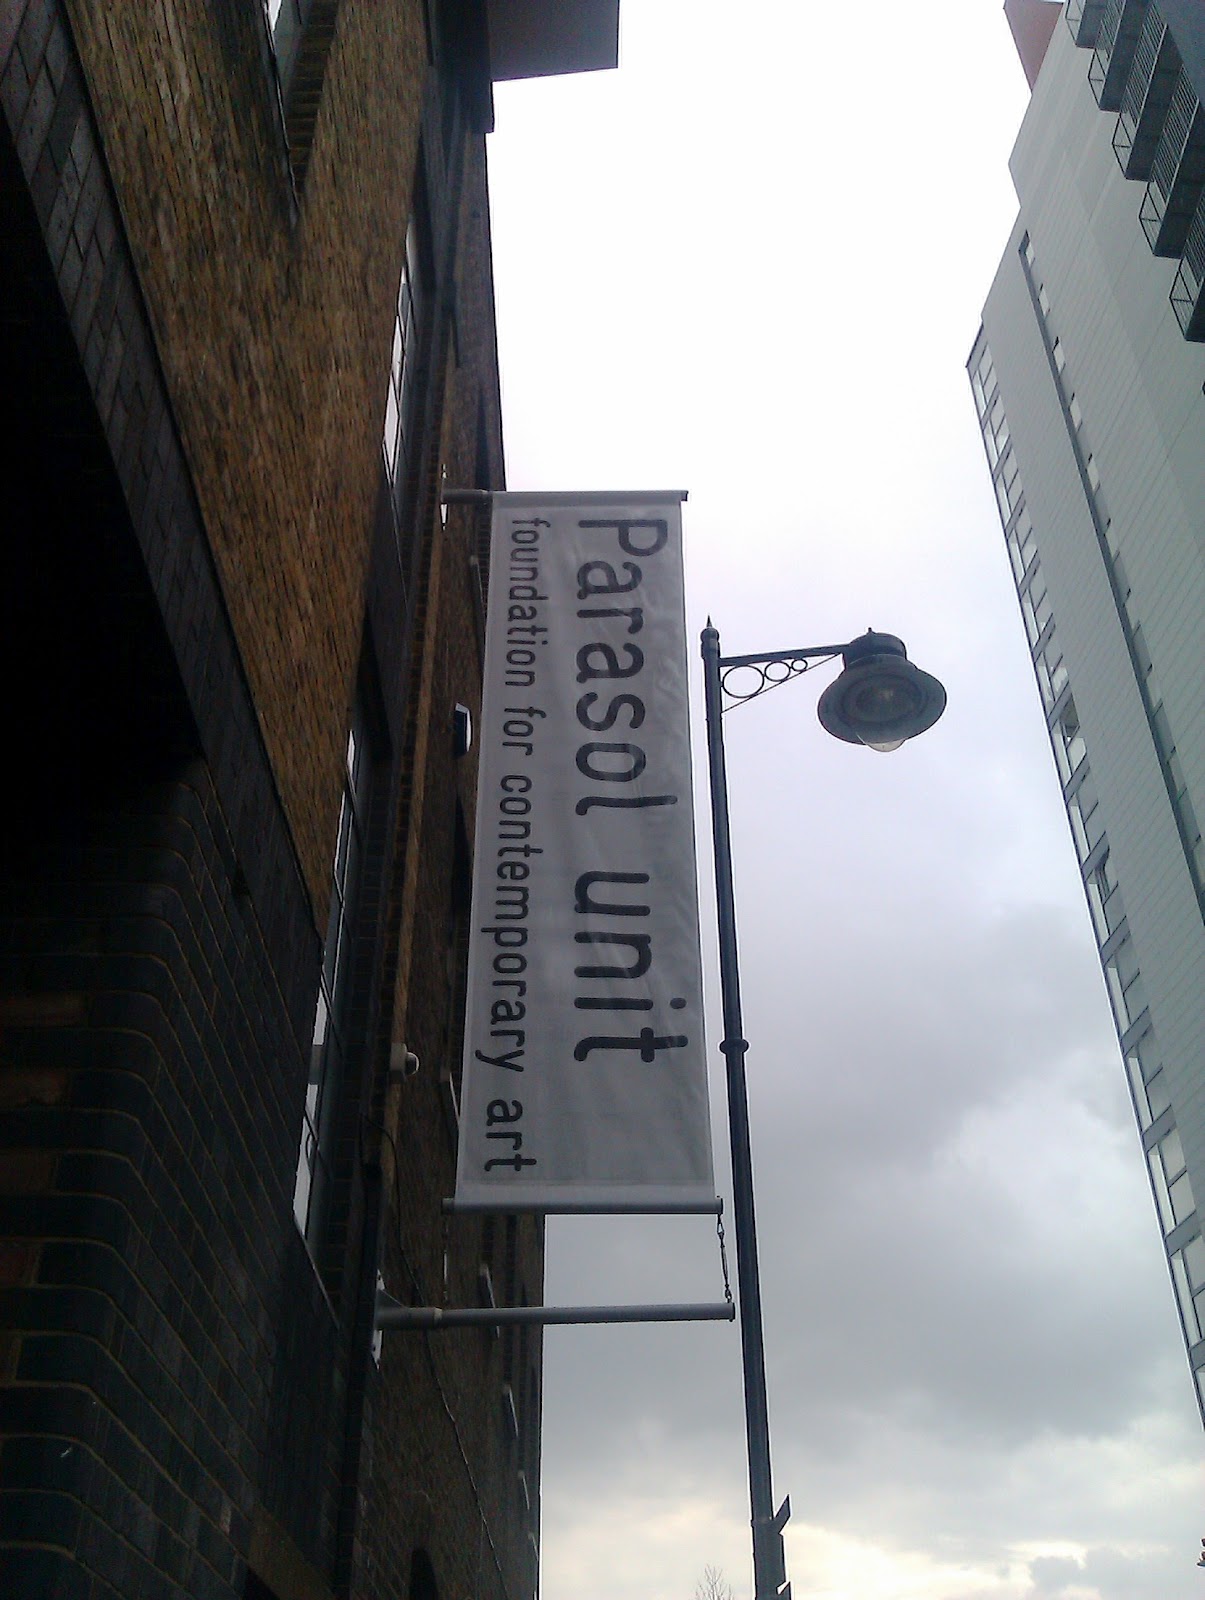 Parasol unit
foundation for contemporary art